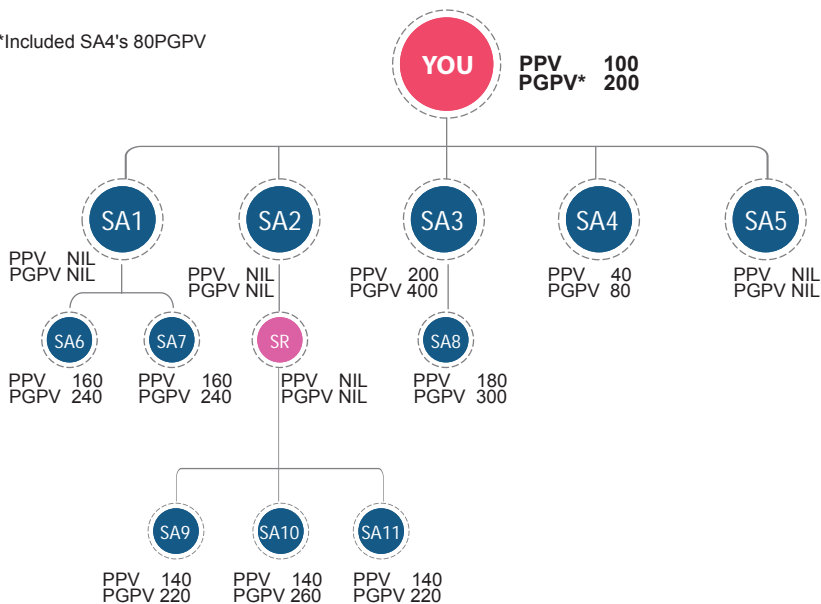 *Included SA4's 80PGPV
YOU
PPV 100
PGPV* 200
SA1
SA2
SA3
SA4
SA5
PPV NIL
PGPV NIL
PPV NIL
PGPV NIL
PPV 200
PGPV 400
PPV 40
PGPV 80
PPV NIL
PGPV NIL
SA6
SA7
SR
SA8
PPV 160
PGPV 240
PPV 160
PGPV 240
PPV NIL
PGPV NIL
PPV 180
PGPV 300
SA9
SA10
SA11
PPV 140
PGPV 220
PPV 140
PGPV 260
PPV 140
PGPV 220